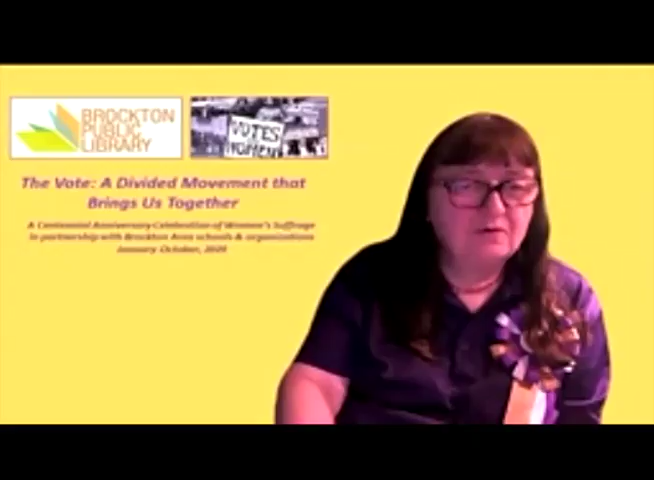 BROCKTON
PUBLIC
LIBRARY
VOTES
WOMEN
The Vote: A Divided Movement that
Brings Us Together
A Centennial Anniversary Celebration of Women's Suffrage
in partnership with Brockton Area schools & organizations
January-October, 2020